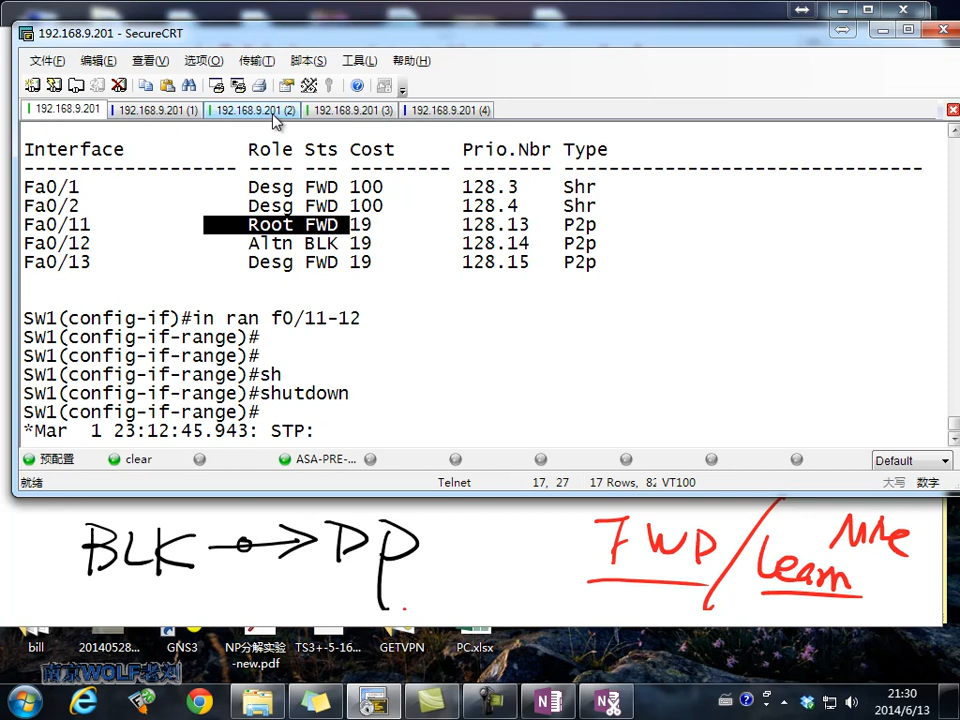 192.168.9.201 - SecureCRT
文件(F) 编辑(E) 查看(V) 选项(O) 传输(T) 脚本(S) 工具(L) 帮助(H)
192.168.9.201 192.168.9.201 (1) 192.168.9.201 (2) 192.168.9.201 (3) 192.168.9.201 (4)
Interface Role Sts Cost Prio.Nbr Type
------------------- ---- --- --------- -------- --------------------------------
Fa0/1 Desg FWD 100 128.3 Shr
Fa0/2 Desg FWD 100 128.4 Shr
Fa0/11 Root FWD 19 128.13 P2p
Fa0/12 Altn BLK 19 128.14 P2p
Fa0/13 Desg FWD 19 128.15 P2p
SW1(config-if)#in ran f0/11-12
SW1(config-if-range)#
SW1(config-if-range)#
SW1(config-if-range)#sh
SW1(config-if-range)#shutdown
SW1(config-if-range)#
*Mar 1 23:12:45.943: STP:
预配置 clear ASA-PRE-... Default
就绪 Telnet 17, 27 17 Rows, 82 VT100 大写 数字
BLK → DP FWD/Learn
bill 20140528... GNS3 NP分解实验-new.pdf TS3+-5-16... GETVPN PC.xlsx
南京WOLF老刘
21:30
2014/6/13